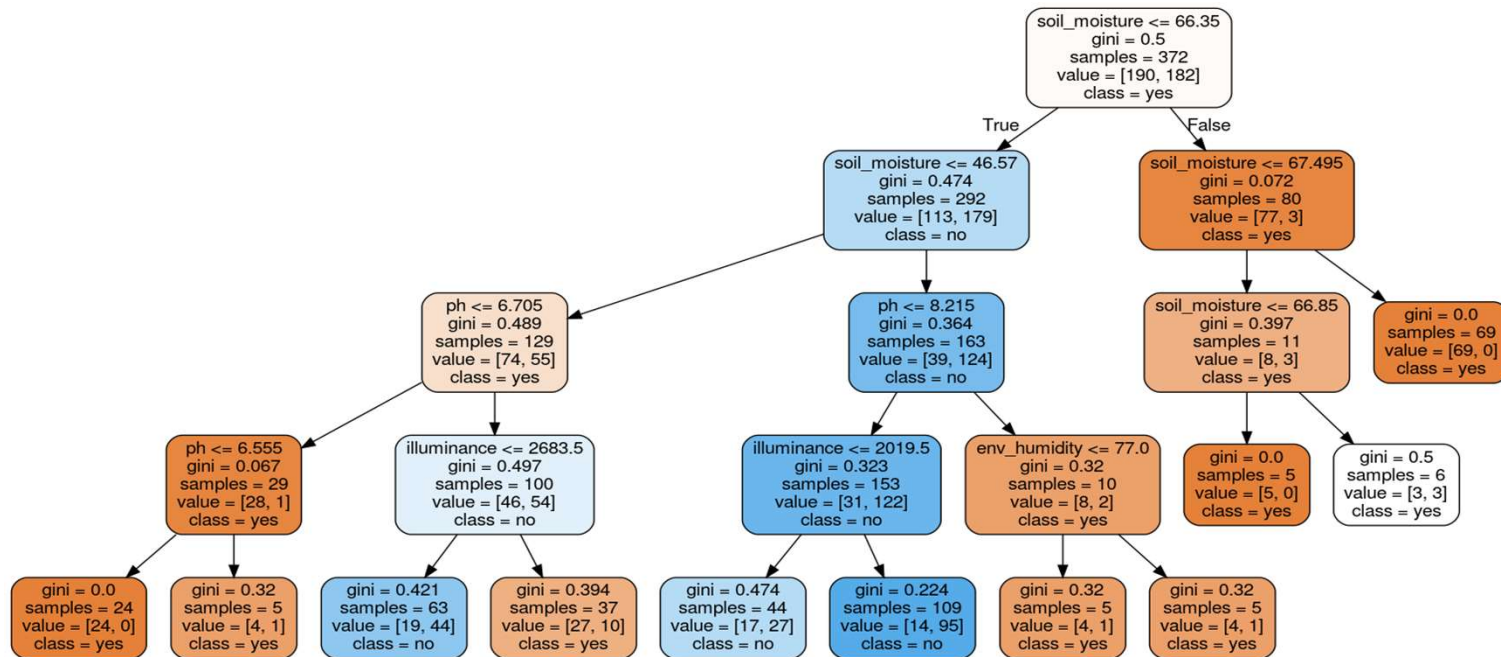 soil_moisture <= 66.35
gini = 0.5
samples = 372
value = [190, 182]
class = yes
True
False
soil_moisture <= 46.57
gini = 0.474
samples = 292
value = [113, 179]
class = no
soil_moisture <= 67.495
gini = 0.072
samples = 80
value = [77, 3]
class = yes
ph <= 6.705
gini = 0.489
samples = 129
value = [74, 55]
class = yes
ph <= 8.215
gini = 0.364
samples = 163
value = [39, 124]
class = no
soil_moisture <= 66.85
gini = 0.397
samples = 11
value = [8, 3]
class = yes
gini = 0.0
samples = 69
value = [69, 0]
class = yes
ph <= 6.555
gini = 0.067
samples = 29
value = [28, 1]
class = yes
illuminance <= 2683.5
gini = 0.497
samples = 100
value = [46, 54]
class = no
illuminance <= 2019.5
gini = 0.323
samples = 153
value = [31, 122]
class = no
env_humidity <= 77.0
gini = 0.32
samples = 10
value = [8, 2]
class = yes
gini = 0.0
samples = 5
value = [5, 0]
class = yes
gini = 0.5
samples = 6
value = [3, 3]
class = yes
gini = 0.0
samples = 24
value = [24, 0]
class = yes
gini = 0.32
samples = 5
value = [4, 1]
class = yes
gini = 0.421
samples = 63
value = [19, 44]
class = no
gini = 0.394
samples = 37
value = [27, 10]
class = yes
gini = 0.474
samples = 44
value = [17, 27]
class = no
gini = 0.224
samples = 109
value = [14, 95]
class = no
gini = 0.32
samples = 5
value = [4, 1]
class = yes
gini = 0.32
samples = 5
value = [4, 1]
class = yes